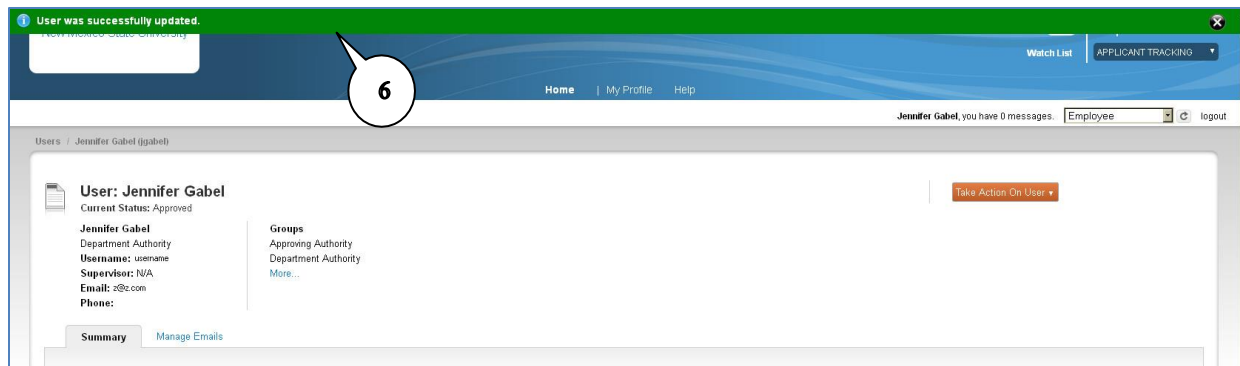 User was successfully updated.
New Mexico State University
Watch List
APPLICANT TRACKING
6
Home | My Profile Help
Jennifer Gabel, you have 0 messages. Employee logout
Users / Jennifer Gabel (jgabel)
User: Jennifer Gabel
Take Action On User
Current Status: Approved
Jennifer Gabel
Department Authority
Username: username
Supervisor: N/A
Email: z@z.com
Phone:
Groups
Approving Authority
Department Authority
More...
Summary Manage Emails